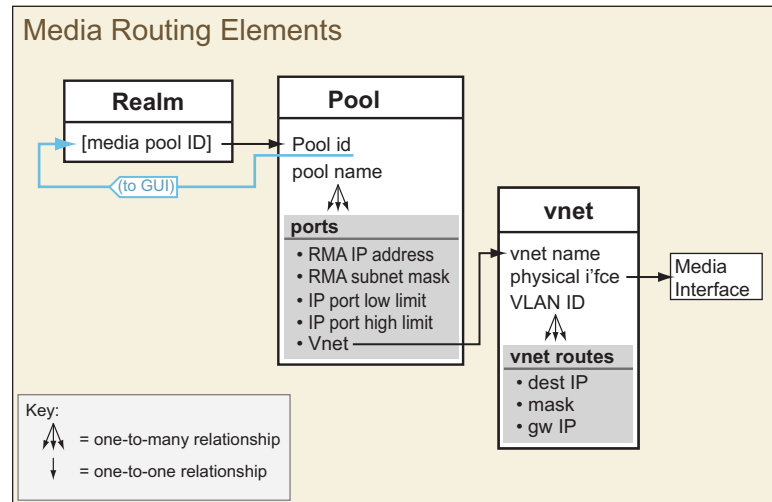 Media Routing Elements
Realm
[media pool ID]
(to GUI)
Pool
Pool id
pool name
ports
• RMA IP address
• RMA subnet mask
• IP port low limit
• IP port high limit
• Vnet
vnet
vnet name
physical i'fce
VLAN ID
vnet routes
• dest IP
• mask
• gw IP
Media
Interface
Key:
= one-to-many relationship
= one-to-one relationship